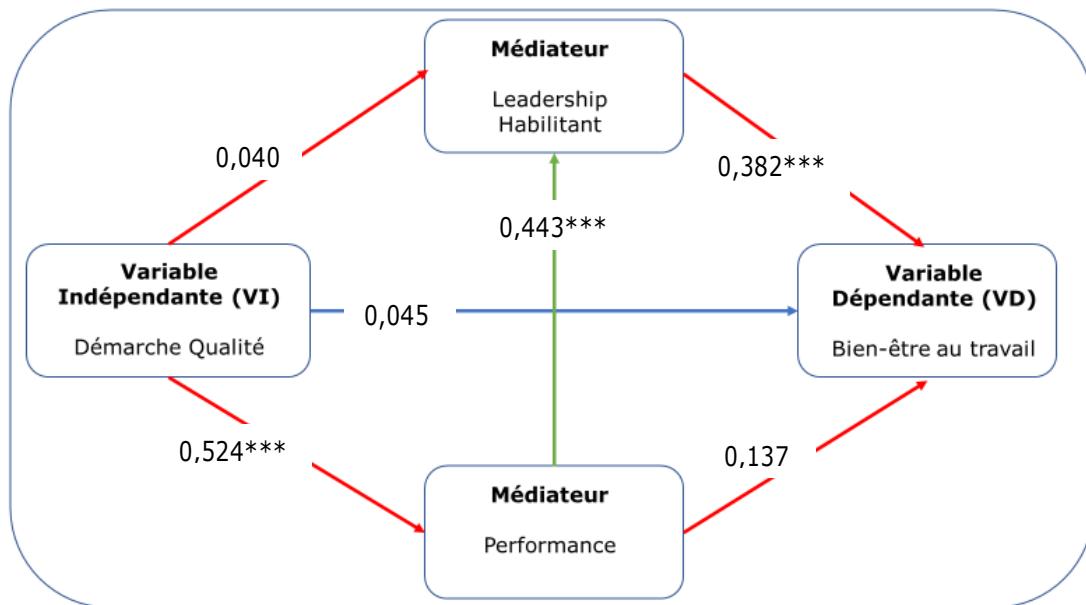 Médiateur
Leadership
Habilitant
0,040
0,382***
0,443***
Variable
Indépendante (VI)
Démarche Qualité
0,045
Variable
Dépendante (VD)
Bien-être au travail
0,524***
0,137
Médiateur
Performance